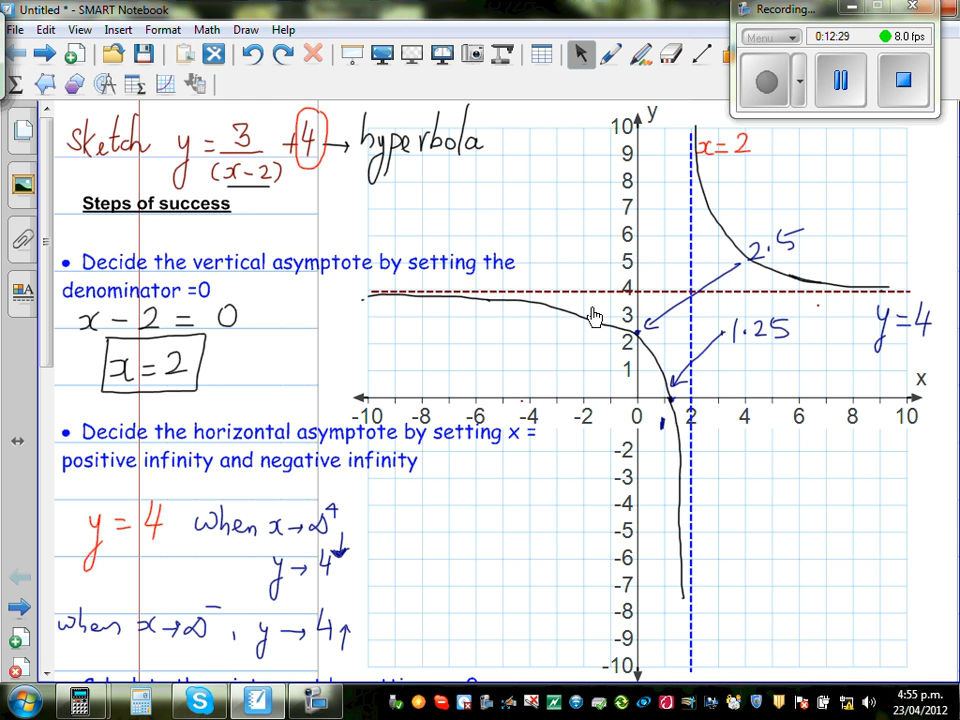 Untitled * - SMART Notebook
File Edit View Insert Format Math Draw Help
Recording...
Menu 0:12:29 8.0 fps
sketch y = 3/(x-2) + 4 → hyperbola
Steps of success
• Decide the vertical asymptote by setting the
denominator =0
x - 2 = 0
x = 2
• Decide the horizontal asymptote by setting x =
positive infinity and negative infinity
y = 4 when x → ∞⁺
y → 4↓
when x → ∞⁻, y → 4↑
y
10
9
8
7
6
5
4
3
2
1
x = 2
2.5
y = 4
1.25
x
-10 -8 -6 -4 -2 0 2 4 6 8 10
-2
-3
-4
-5
-6
-7
-8
-9
-10
4:55 p.m.
23/04/2012